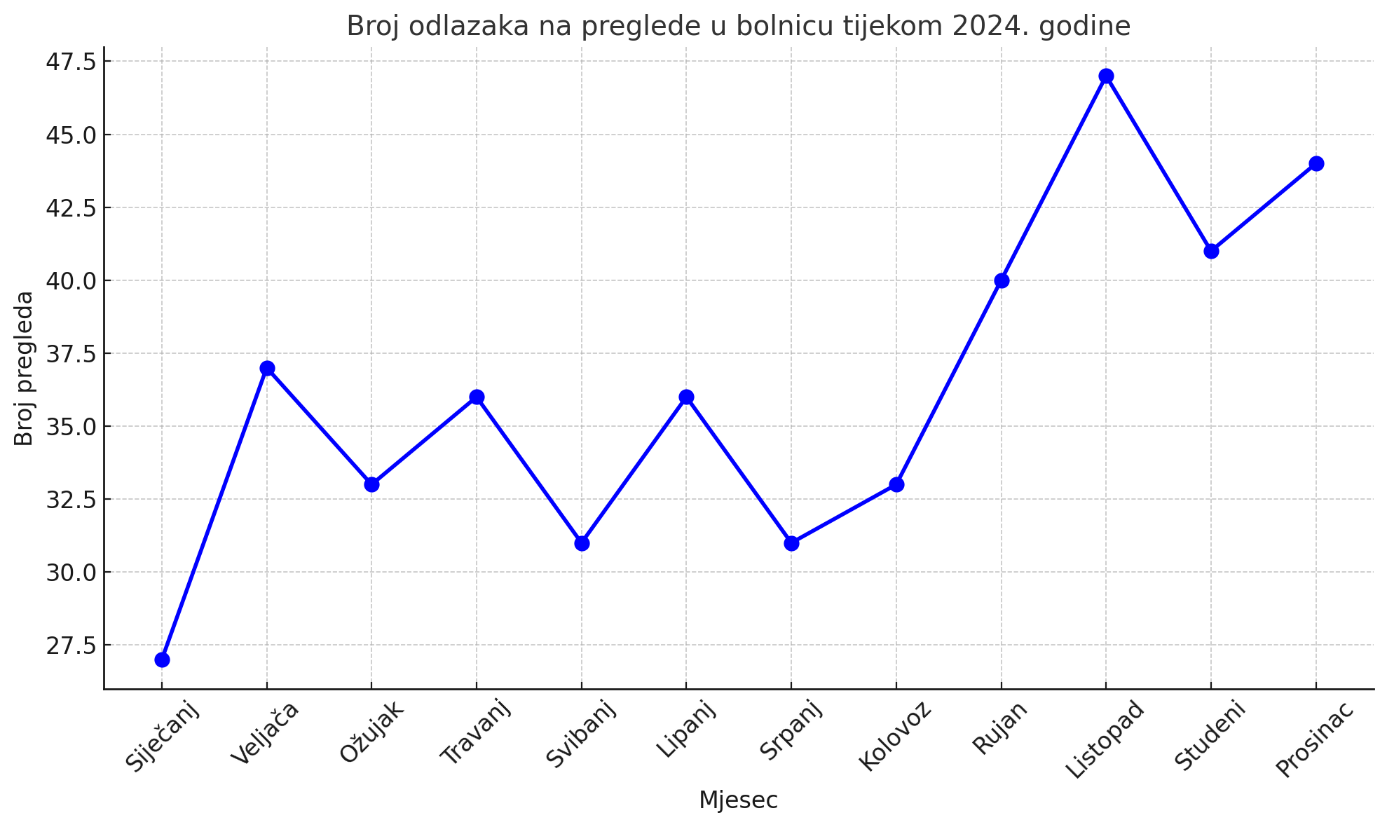 Broj odlazaka na preglede u bolnicu tijekom 2024. godine
47.5
45.0
42.5
40.0
37.5
35.0
32.5
30.0
27.5
Broj pregleda
Siječanj
Veljača
Ožujak
Travanj
Svibanj
Lipanj
Srpanj
Kolovoz
Rujan
Listopad
Studeni
Prosinac
Mjesec